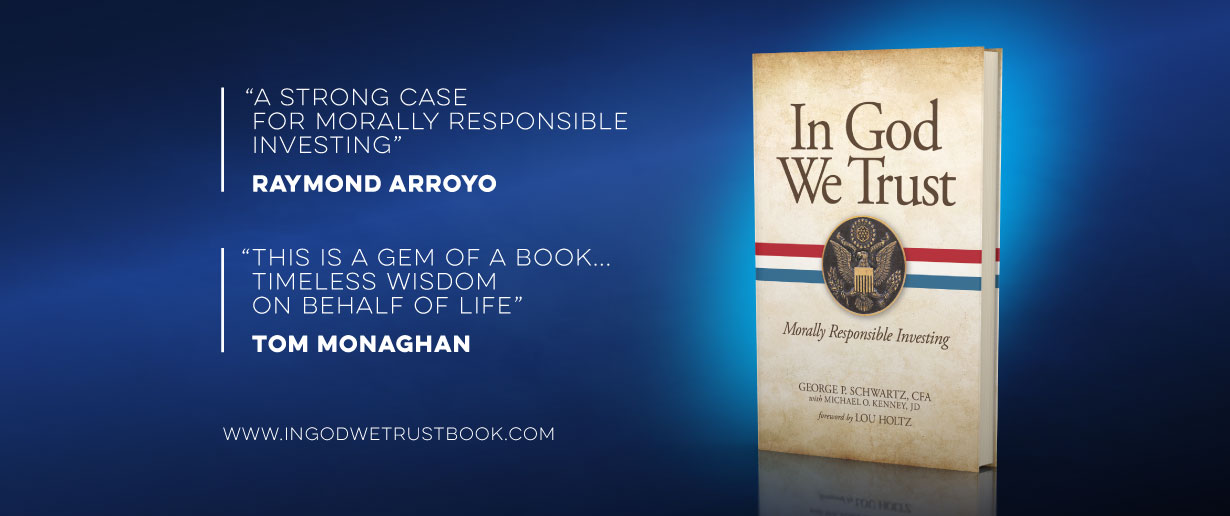 “A STRONG CASE
FOR MORALLY RESPONSIBLE
INVESTING”
RAYMOND ARROYO
“THIS IS A GEM OF A BOOK...
TIMELESS WISDOM
ON BEHALF OF LIFE”
TOM MONAGHAN
WWW.INGODWETRUSTBOOK.COM
In God
We Trust
Morally Responsible Investing
GEORGE P. SCHWARTZ, CFA
with MICHAEL O. KENNEY, JD
foreword by LOU HOLTZ